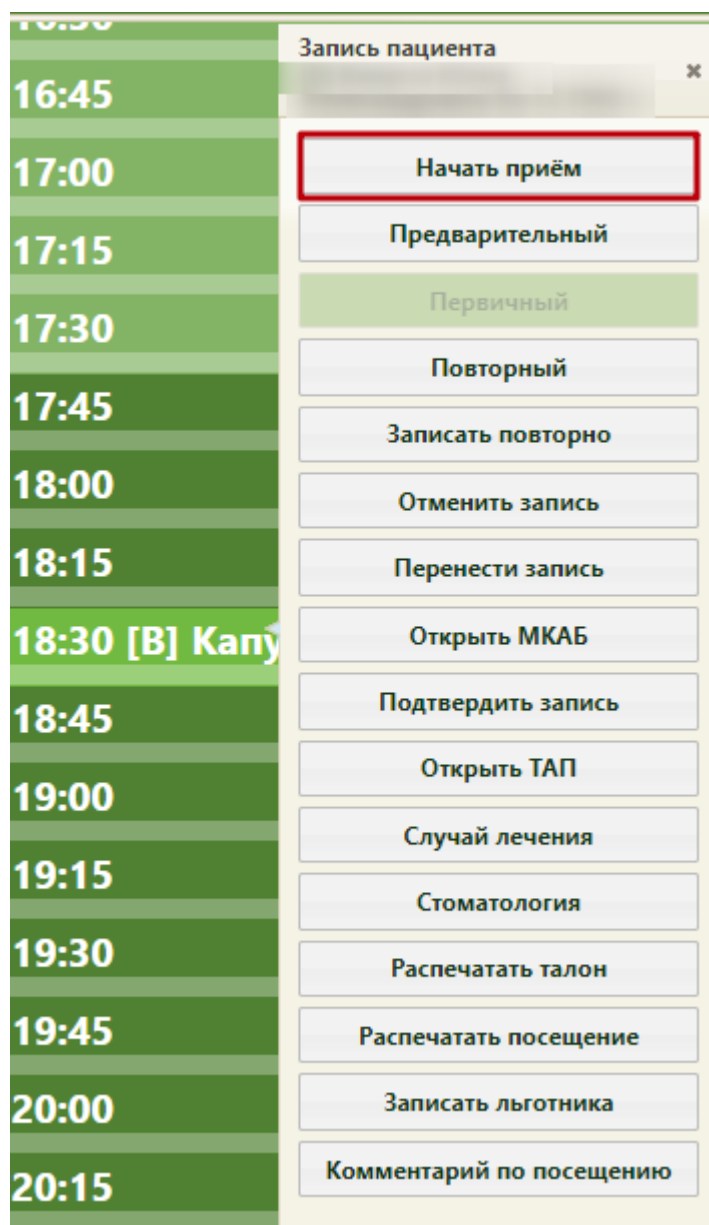 16:45
17:00
17:15
17:30
17:45
18:00
18:15
18:30 [В] Капу
18:45
19:00
19:15
19:30
19:45
20:00
20:15
Запись пациента
Начать приём
Предварительный
Первичный
Повторный
Записать повторно
Отменить запись
Перенести запись
Открыть МКАБ
Подтвердить запись
Открыть ТАП
Случай лечения
Стоматология
Распечатать талон
Распечатать посещение
Записать льготника
Комментарий по посещению